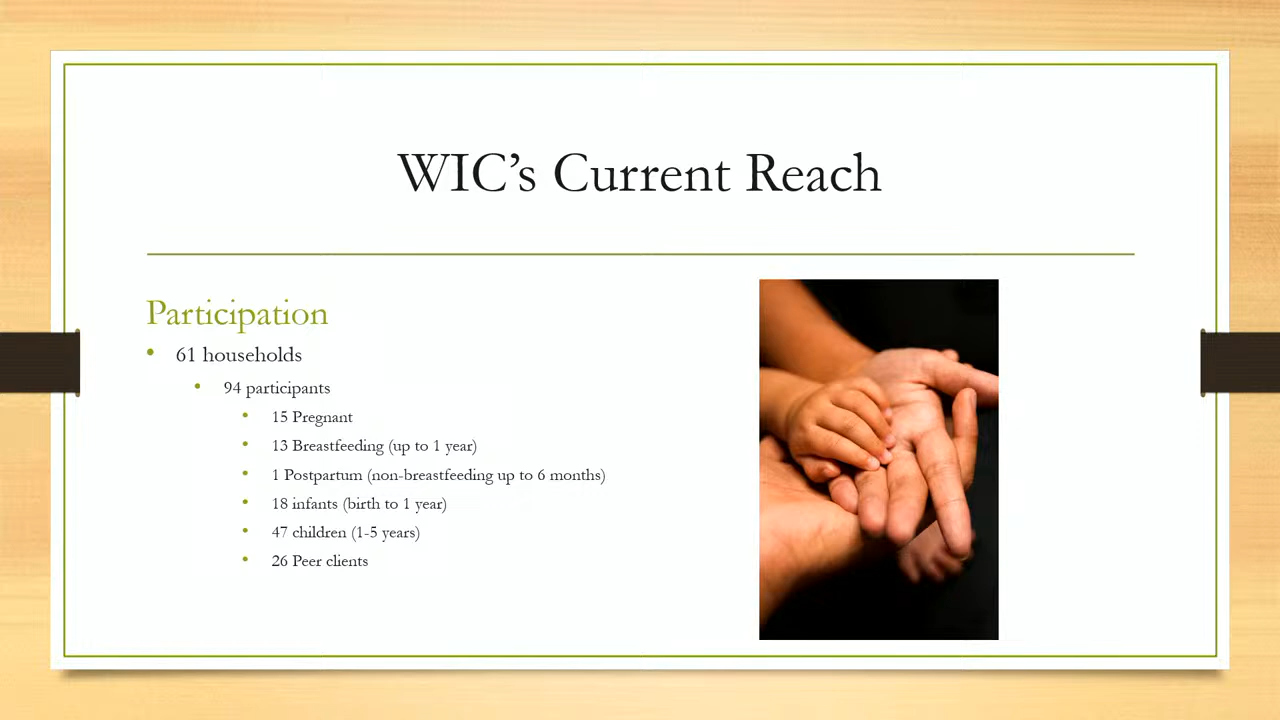 WIC’s Current Reach
Participation
• 61 households
• 94 participants
• 15 Pregnant
• 13 Breastfeeding (up to 1 year)
• 1 Postpartum (non-breastfeeding up to 6 months)
• 18 infants (birth to 1 year)
• 47 children (1-5 years)
• 26 Peer clients